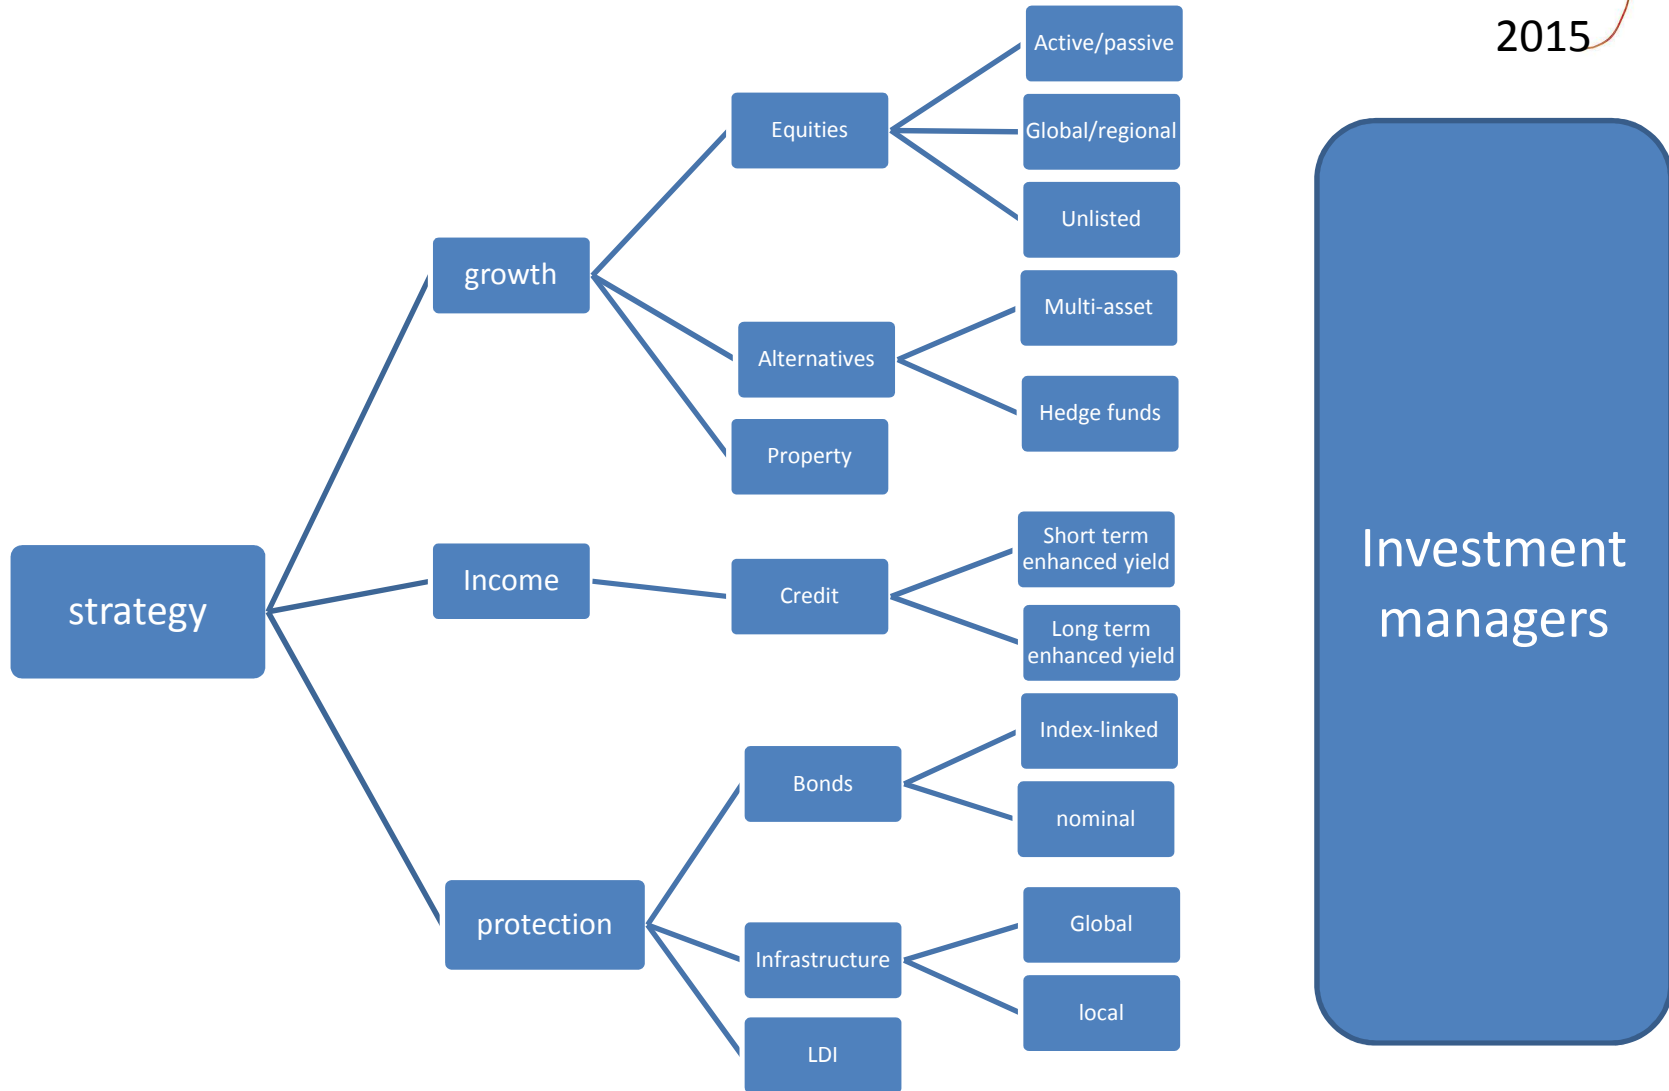 2015
Active/passive
Equities
Global/regional
Unlisted
growth
Multi-asset
Alternatives
Hedge funds
Property
strategy
Income
Credit
Short term
enhanced yield
Long term
enhanced yield
Investment
managers
Index-linked
Bonds
nominal
protection
Global
Infrastructure
local
LDI